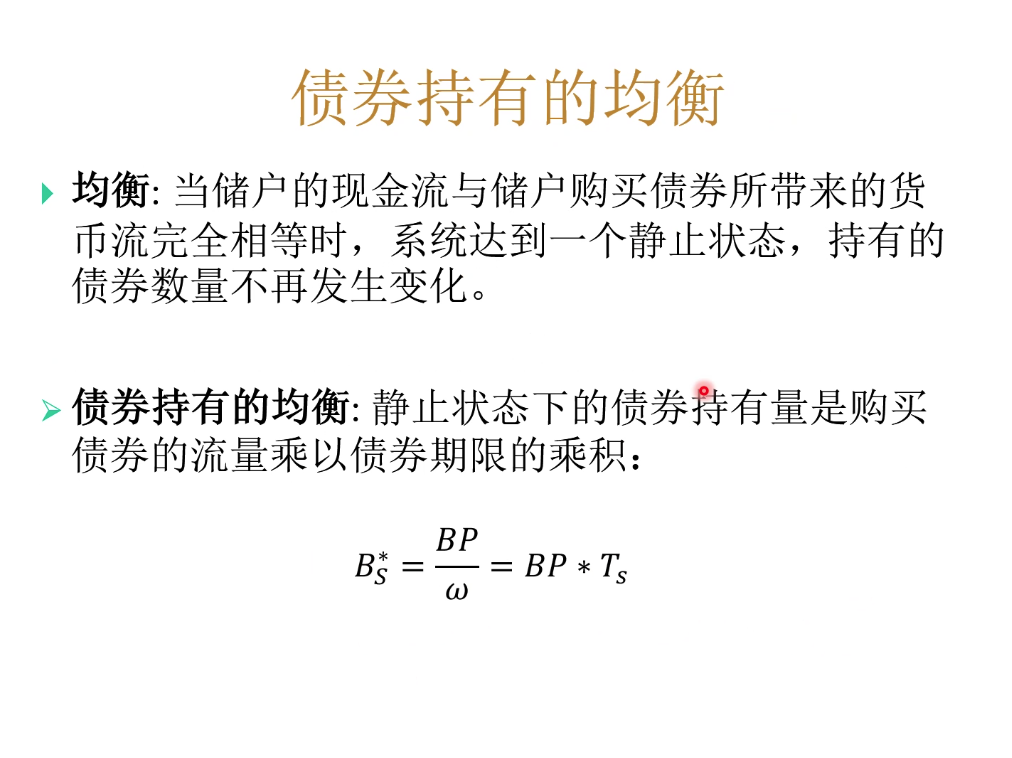 债券持有的均衡
均衡: 当储户的现金流与储户购买债券所带来的货
币流完全相等时，系统达到一个静止状态，持有的
债券数量不再发生变化。
债券持有的均衡: 静止状态下的债券持有量是购买
债券的流量乘以债券期限的乘积：
$B_S^* = \frac{BP}{\omega} = BP * T_s$